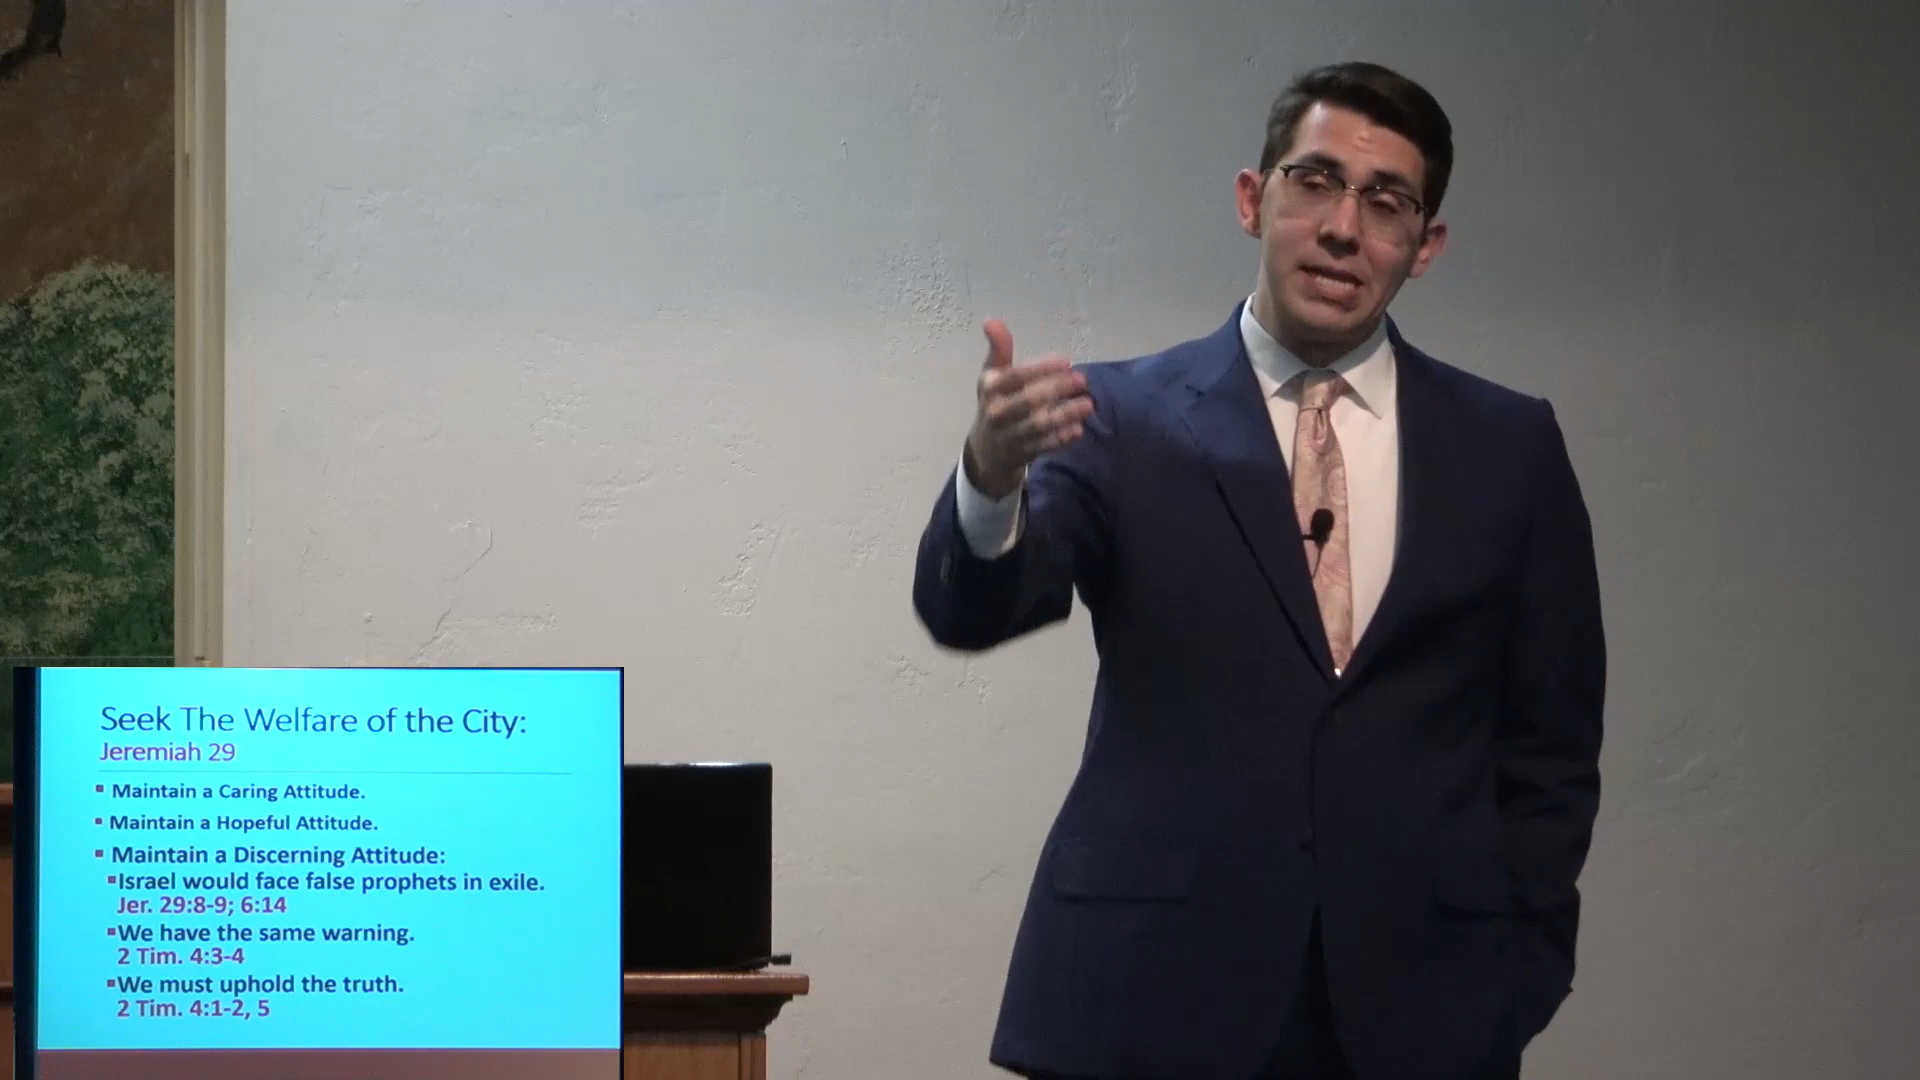 Seek The Welfare of the City:
Jeremiah 29
▪ Maintain a Caring Attitude.
▪ Maintain a Hopeful Attitude.
▪ Maintain a Discerning Attitude:
▪Israel would face false prophets in exile.
Jer. 29:8-9; 6:14
▪We have the same warning.
2 Tim. 4:3-4
▪We must uphold the truth.
2 Tim. 4:1-2, 5